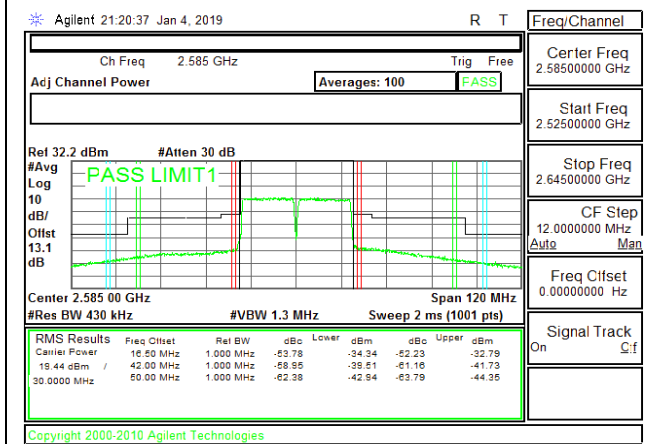 Agilent 21:20:37 Jan 4, 2019 R T
Freq/Channel
Ch Freq 2.585 GHz Trig Free
Adj Channel Power Averages: 100 PASS
Center Freq
2.58500000 GHz
Start Freq
2.52500000 GHz
Stop Freq
2.64500000 GHz
CF Step
12.0000000 MHz
Auto Man
Freq Offset
0.00000000 Hz
Signal Track
On Off
Ref 32.2 dBm #Atten 30 dB
#Avg
Log
10
dB/
Offst
13.1
dB
PASS LIMIT1
Center 2.585 00 GHz Span 120 MHz
#Res BW 430 kHz #VBW 1.3 MHz Sweep 2 ms (1001 pts)
RMS Results Freq Offset Ref BW dBc Lower dBm dBc Upper dBm
Carrier Power 16.50 MHz 1.000 MHz -53.78 -34.34 -52.23 -32.79
19.44 dBm / 42.00 MHz 1.000 MHz -58.95 -39.51 -61.16 -41.73
30.0000 MHz 50.00 MHz 1.000 MHz -62.38 -42.94 -63.79 -44.35
Copyright 2000-2010 Agilent Technologies